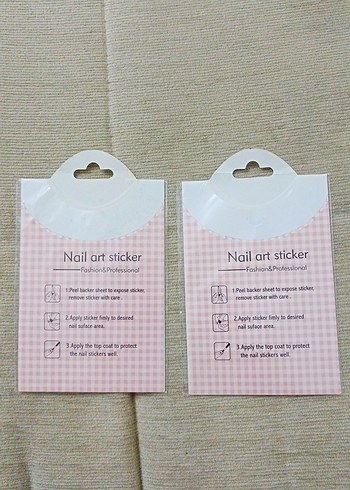 Nail art sticker
Fashion&Professional
1.Peel backer sheet to expose sticker,
remove sticker with care.
2.Apply sticker firmly to desired
nail suface area.
3.Apply the top coat to protect
the nail stickers well.
Nail art sticker
Fashion&Professional
1.Peel backer sheet to expose sticker,
remove sticker with care.
2.Apply sticker firmly to desired
nail suface area.
3.Apply the top coat to protect
the nail stickers well.